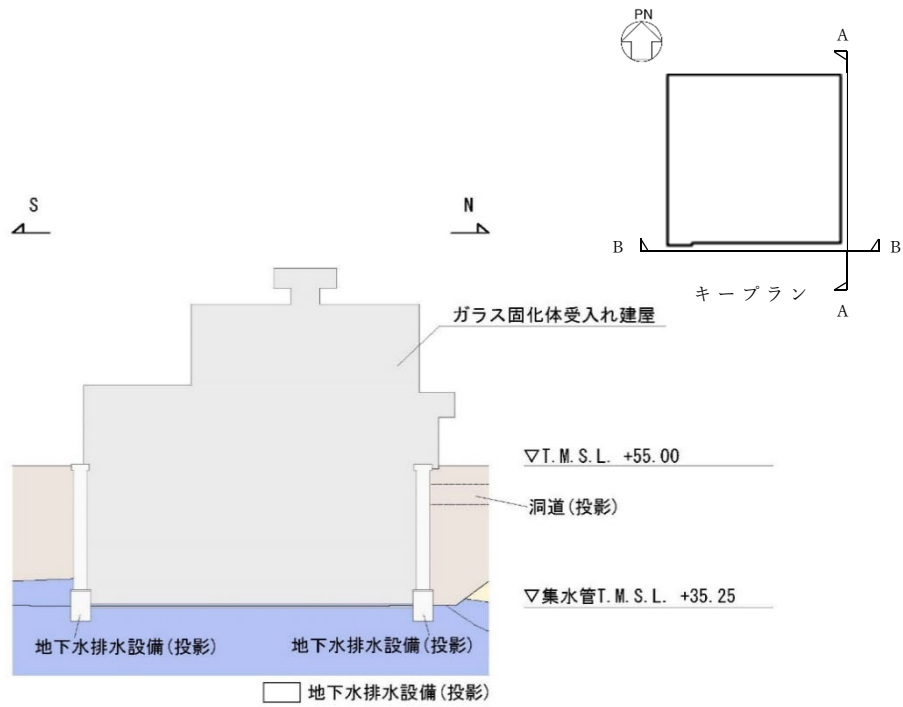 PN
A
B
B
キープラン
A
S
N
ガラス固化体受入れ建屋
▽T.M.S.L. +55.00
洞道(投影)
▽集水管T.M.S.L. +35.25
地下水排水設備(投影)
地下水排水設備(投影)
地下水排水設備(投影)